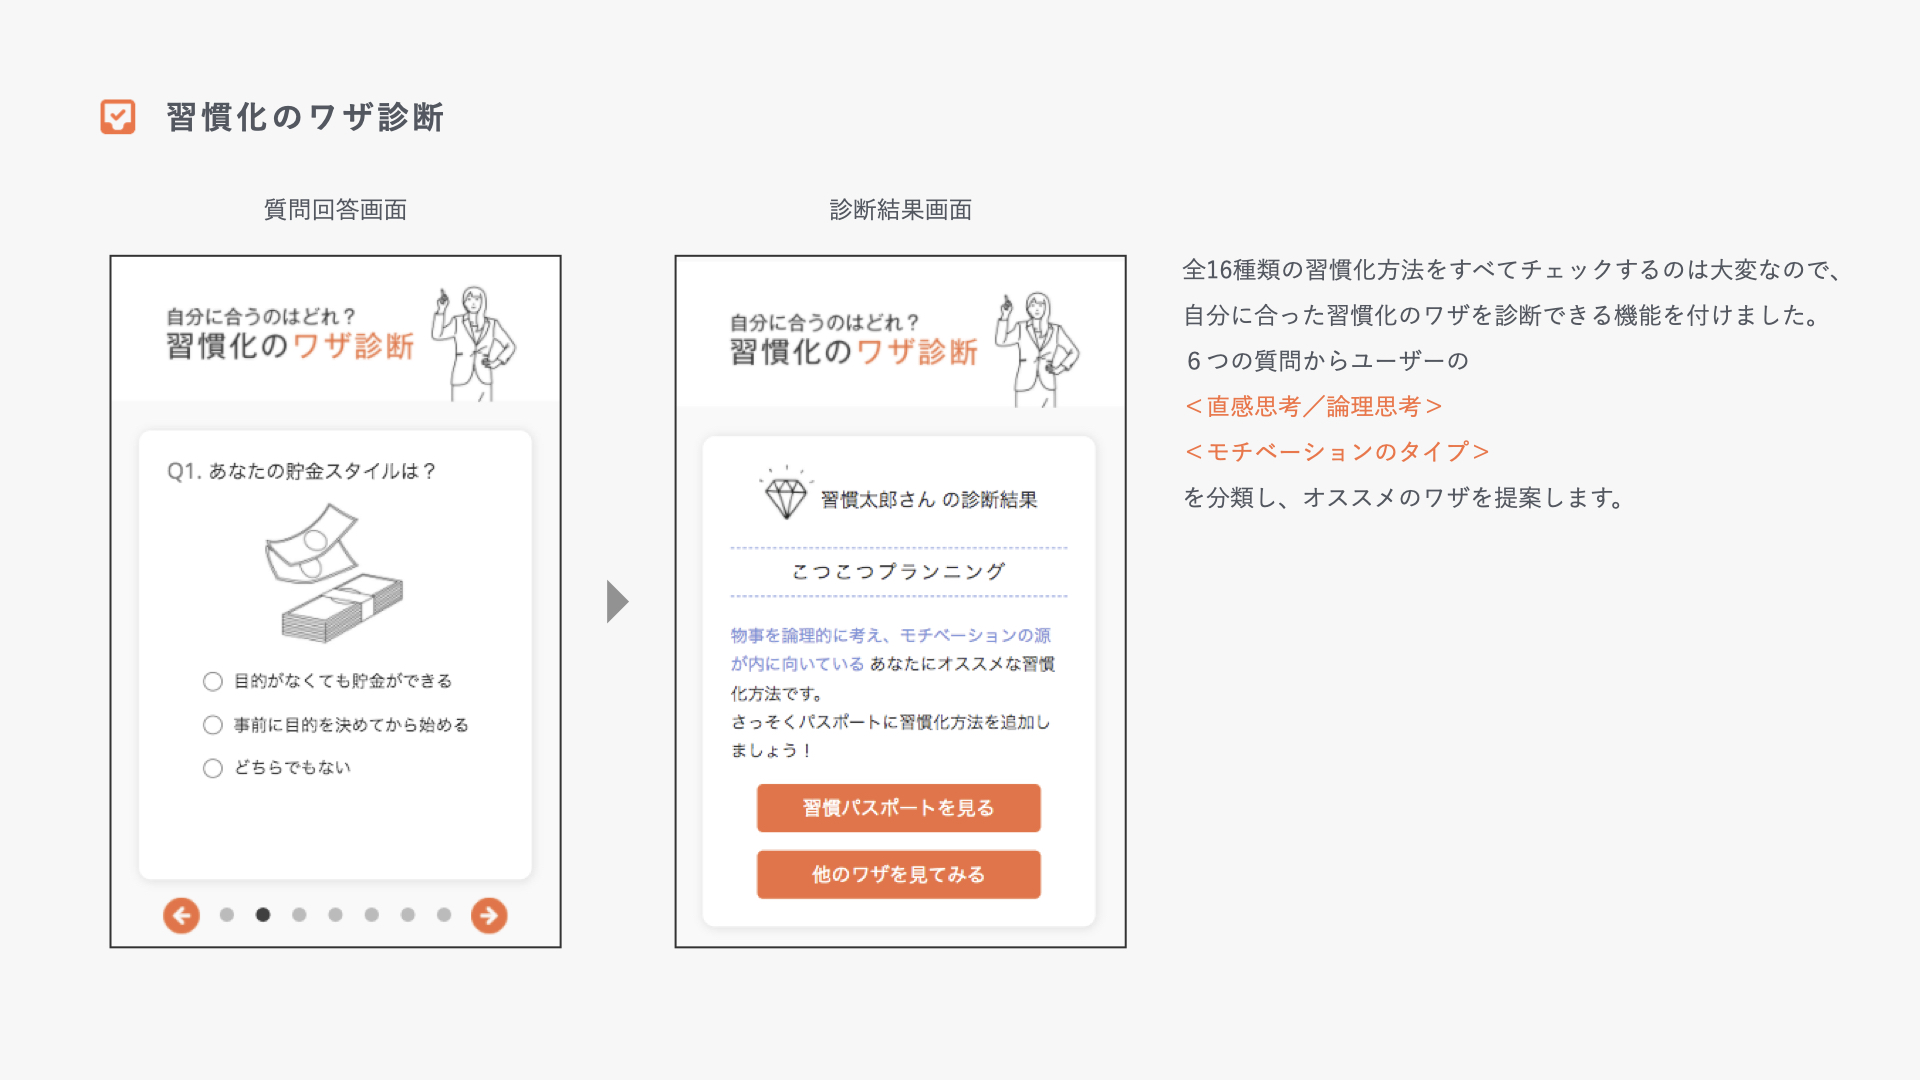 習慣化のワザ診断
質問回答画面
自分に合うのはどれ？
習慣化のワザ診断
Q1. あなたの貯金スタイルは？
目的がなくても貯金ができる
事前に目的を決めてから始める
どちらでもない
診断結果画面
自分に合うのはどれ？
習慣化のワザ診断
習慣太郎さん の診断結果
こつこつプランニング
物事を論理的に考え、モチベーションの源
が内に向いている あなたにオススメな習慣
化方法です。
さっそくパスポートに習慣化方法を追加し
ましょう！
習慣パスポートを見る
他のワザを見てみる
全16種類の習慣化方法をすべてチェックするのは大変なので、
自分に合った習慣化のワザを診断できる機能を付けました。
６つの質問からユーザーの
＜直感思考／論理思考＞
＜モチベーションのタイプ＞
を分類し、オススメのワザを提案します。